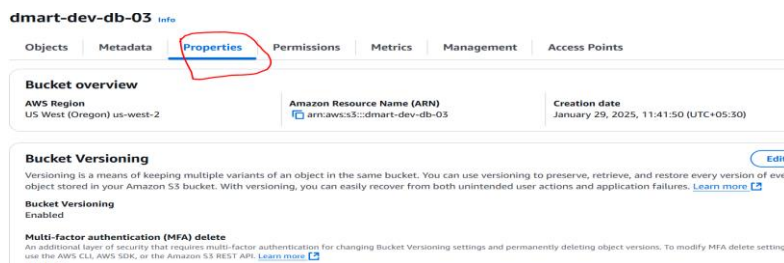 dmart-dev-db-03 Info
Objects Metadata Properties Permissions Metrics Management Access Points
Bucket overview
AWS Region Amazon Resource Name (ARN) Creation date
US West (Oregon) us-west-2 arn:aws:s3:::dmart-dev-db-03 January 29, 2025, 11:41:50 (UTC+05:30)
Bucket Versioning
Versioning is a means of keeping multiple variants of an object in the same bucket. You can use versioning to preserve, retrieve, and restore every version of
object stored in your Amazon S3 bucket. With versioning, you can easily recover from both unintended user actions and application failures. Learn more
Bucket Versioning
Enabled
Multi-factor authentication (MFA) delete
An additional layer of security that requires multi-factor authentication for changing Bucket Versioning settings and permanently deleting object versions. To modify MFA delete
use the AWS CLI, AWS SDK, or the Amazon S3 REST API. Learn more